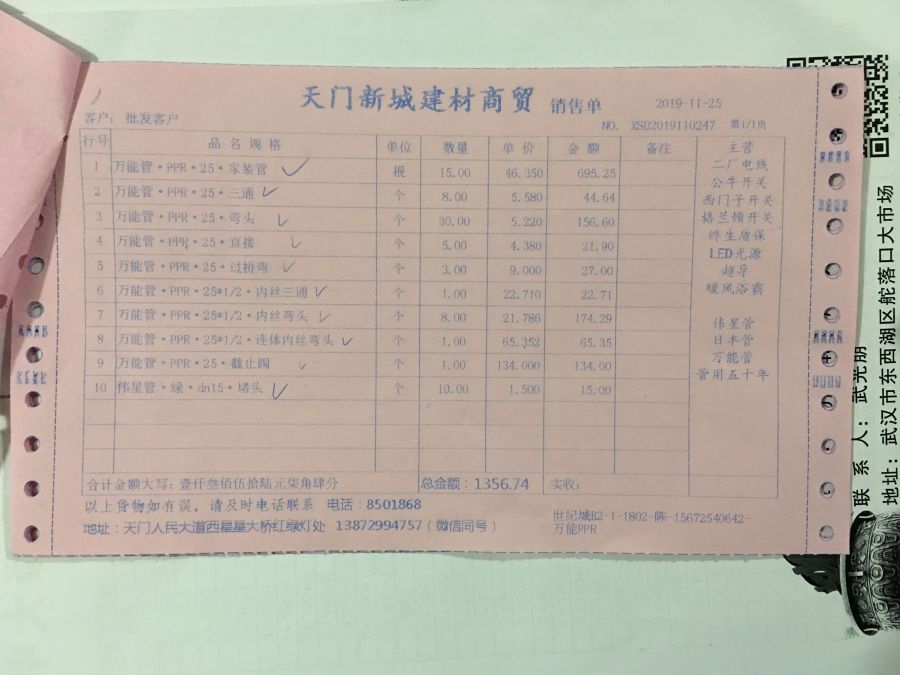 天门新城建材商贸 销售单 2019-11-25
客户： 批发客户 NO. XSD2019110247 第1/1页
行号 品 名 规 格 单位 数量 单 价 金 额 备注
1 万能管·PPR·25·家装管 根 15.00 46.350 695.25
2 万能管·PPR·25·三通 个 8.00 5.580 44.64
3 万能管·PPR·25·弯头 个 30.00 5.220 156.60
4 万能管·PPR·25·直接 个 5.00 4.380 21.90
5 万能管·PPR·25·过桥弯 个 3.00 9.000 27.00
6 万能管·PPR·25*1/2·内丝三通 个 1.00 22.710 22.71
7 万能管·PPR·25*1/2·内丝弯头 个 8.00 21.786 174.29
8 万能管·PPR·25*1/2·连体内丝弯头 个 1.00 65.352 65.35
9 万能管·PPR·25·截止阀 个 1.00 134.000 134.00
10 伟星管·绿·dn15·堵头 个 10.00 1.500 15.00
主营
二厂电线
公牛开关
西门子开关
格兰顿开关
终生质保
LED光源
超导
暖风浴霸
伟星管
日丰管
万能管
管用五十年
合计金额大写：壹仟叁佰伍拾陆元柒角肆分 总金额：1356.74 实收：
以上货物如有误，请及时电话联系 电话：8501868
地址：天门人民大道西星星大桥红绿灯处 13872994757（微信同号）
世纪城B2-1-1802-陈-15672540642-
万能PPR
联 系 人：武光朋
地址：武汉市东西湖区舵落口大市场